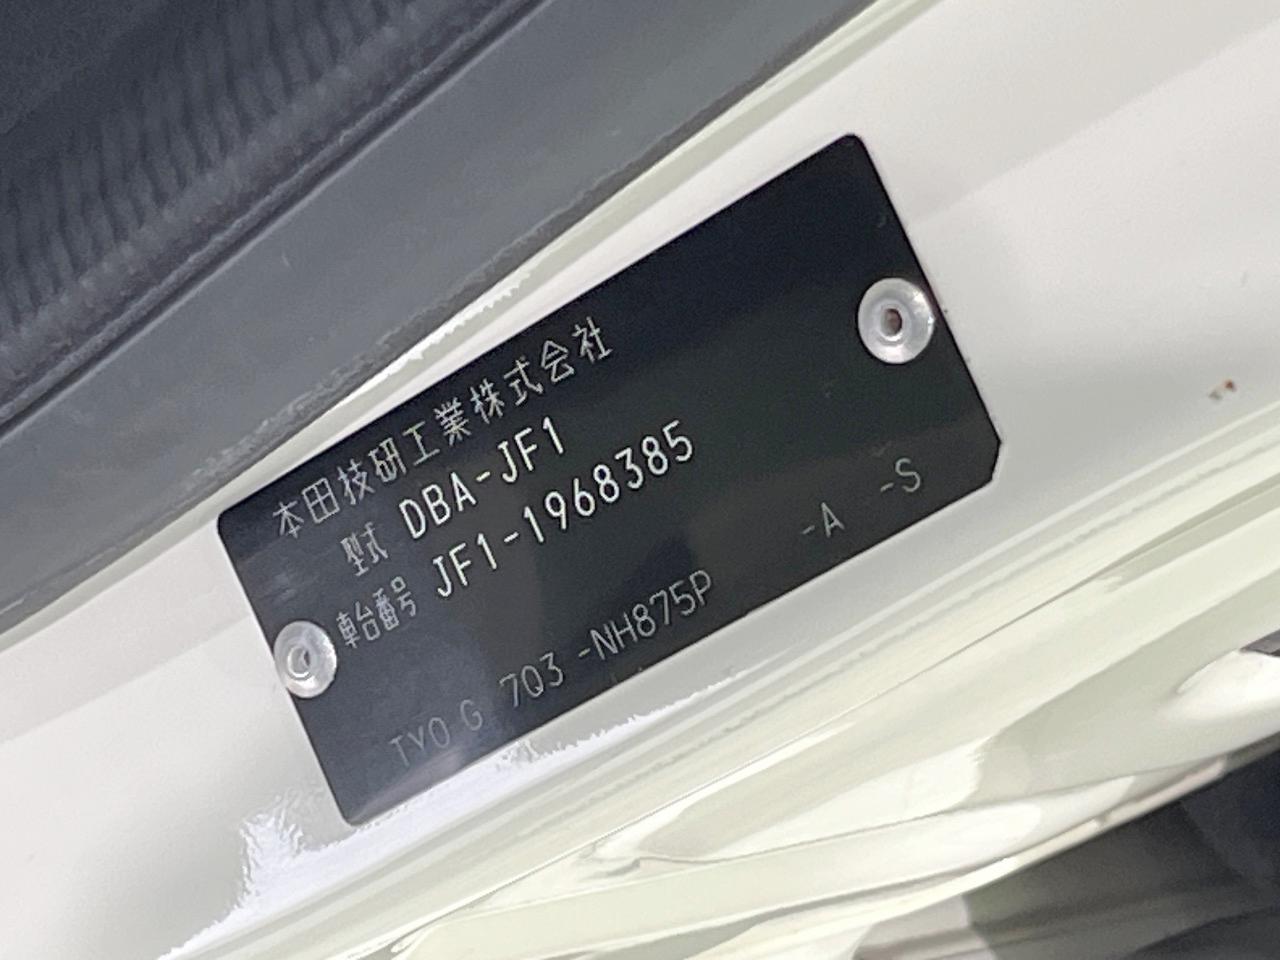 本田技研工業株式会社
型式 DBA-JF1
車台番号 JF1-1968385
TYO G 7Q3 -NH875P -A -S